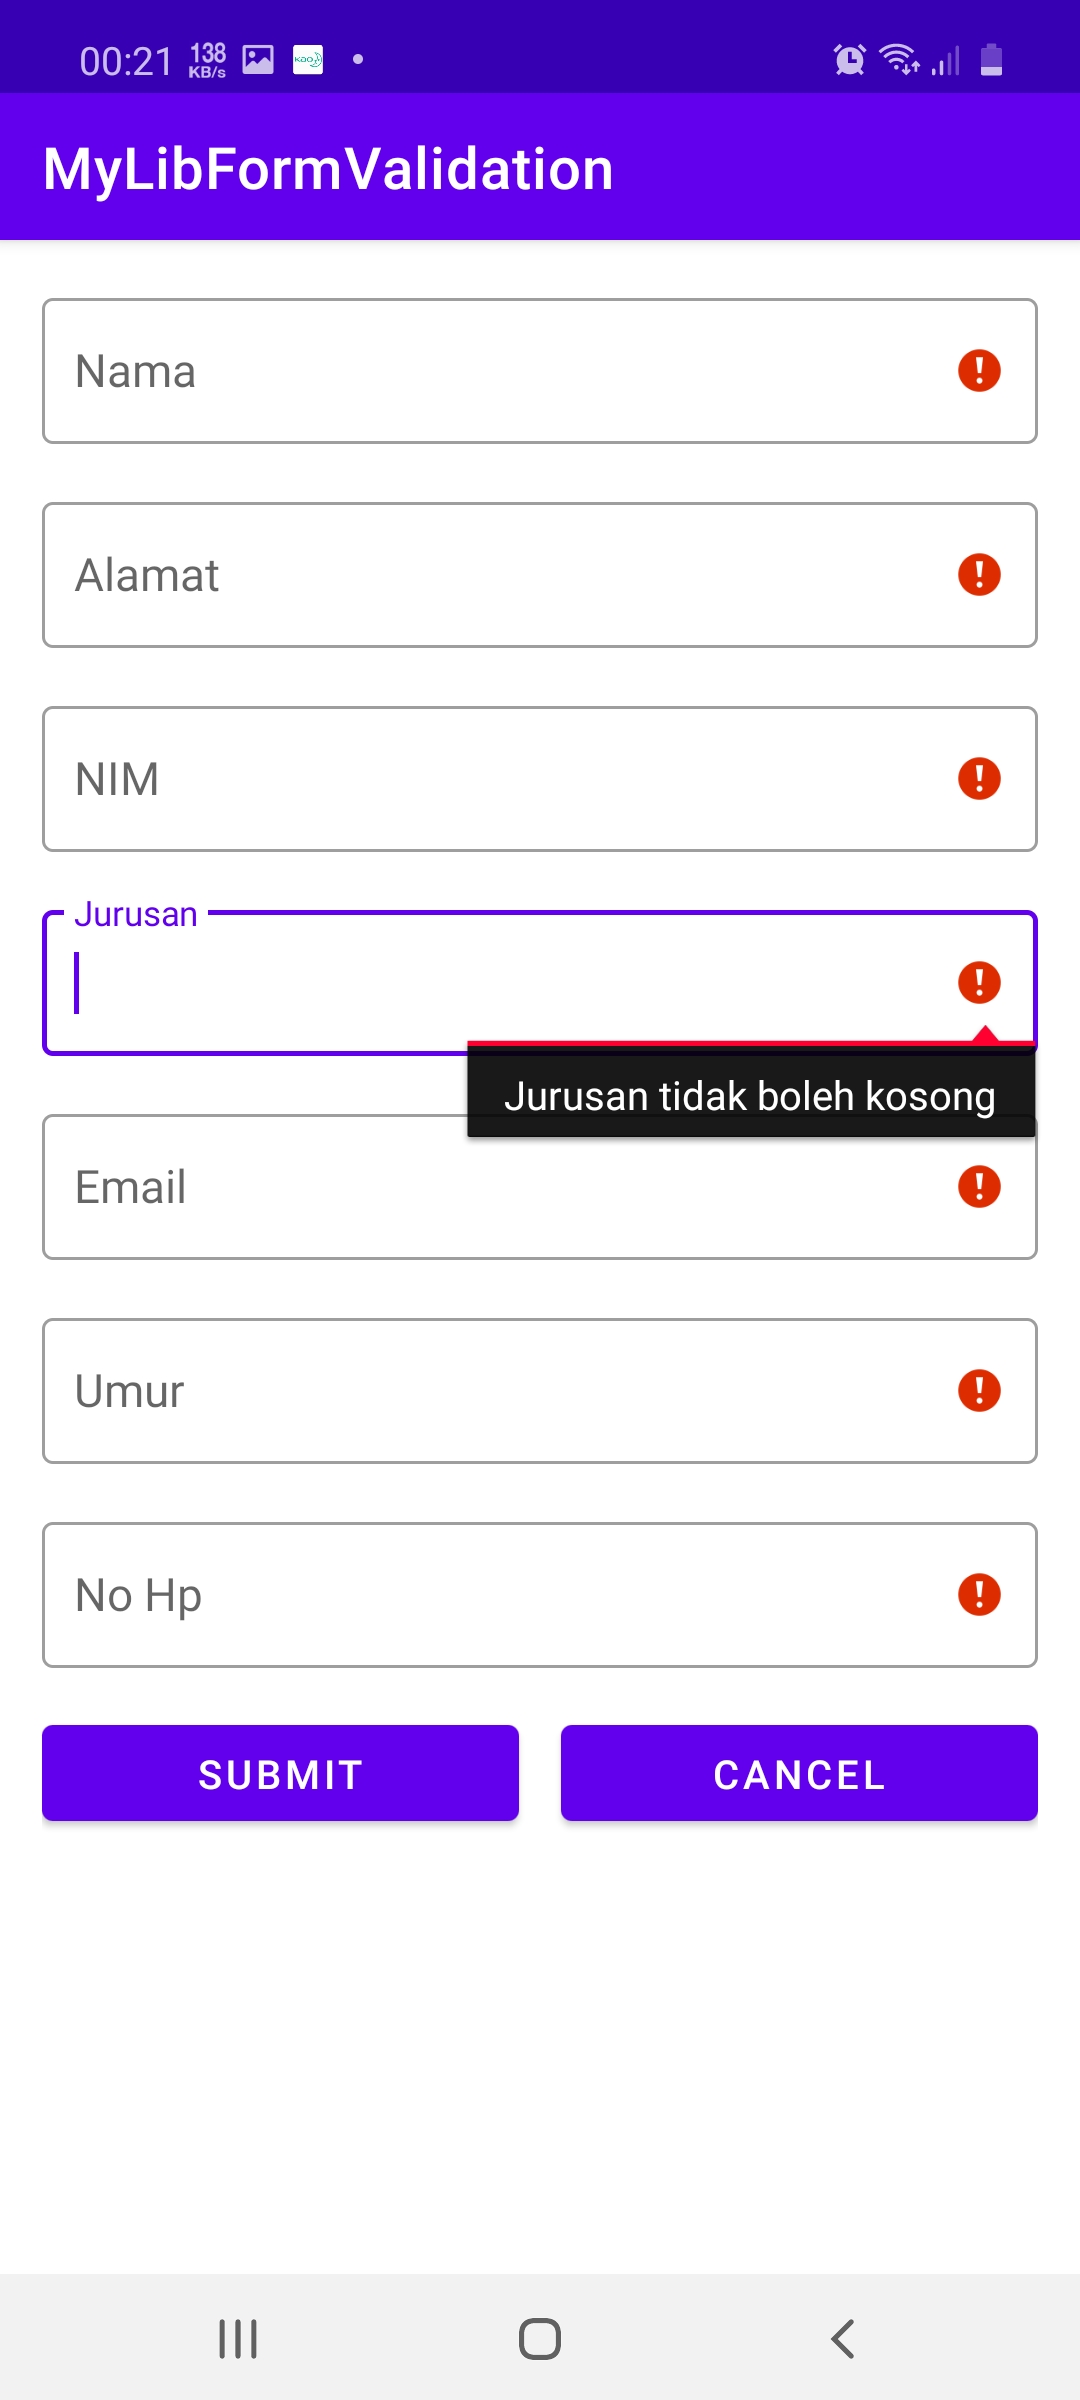 00:21 138 KB/s KOO
MyLibFormValidation
Nama
Alamat
NIM
Jurusan
Jurusan tidak boleh kosong
Email
Umur
No Hp
SUBMIT CANCEL